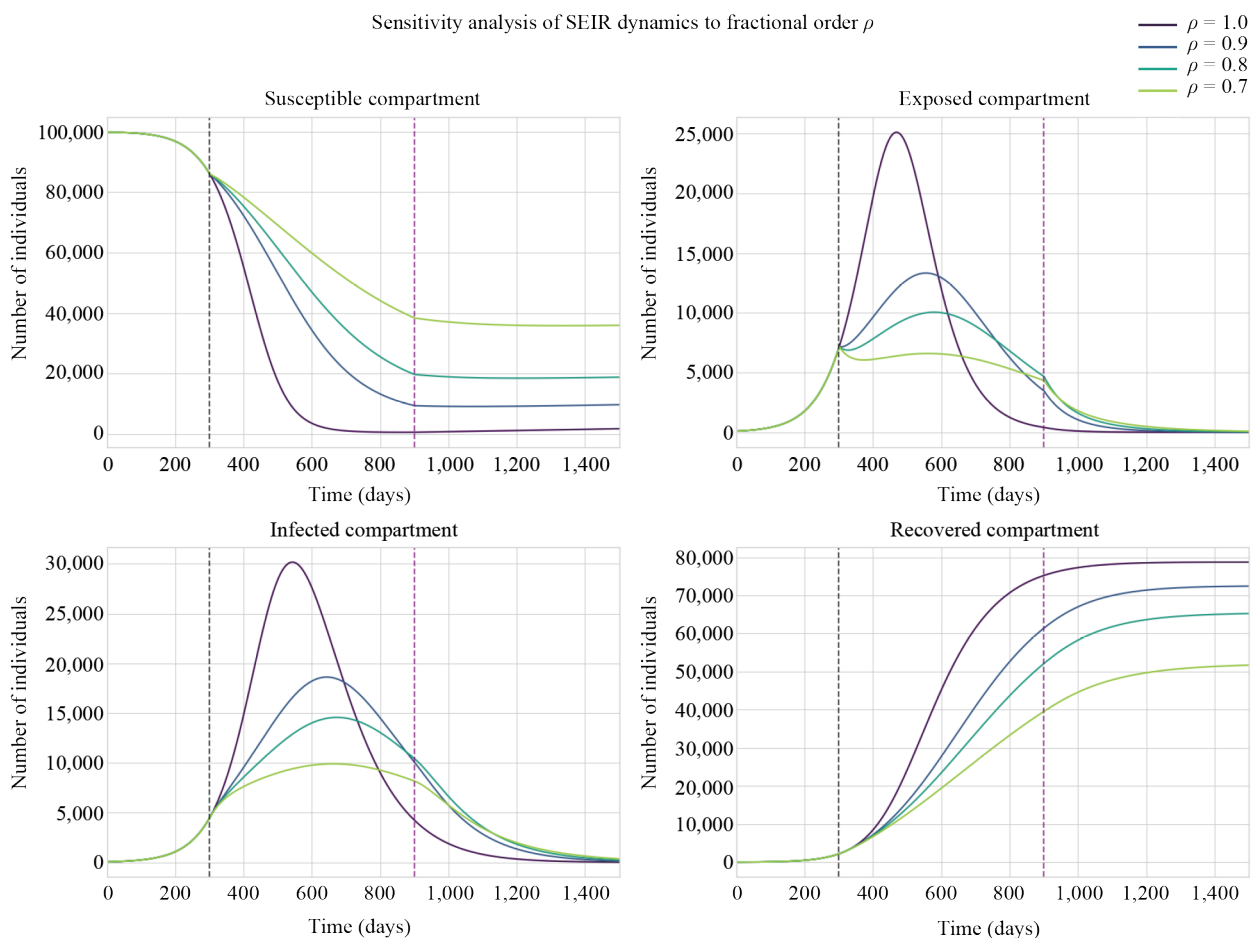 Sensitivity analysis of SEIR dynamics to fractional order ρ
ρ = 1.0
ρ = 0.9
ρ = 0.8
ρ = 0.7
Susceptible compartment
Number of individuals
100,000
80,000
60,000
40,000
20,000
0
0 200 400 600 800 1,000 1,200 1,400
Time (days)
Exposed compartment
Number of individuals
25,000
20,000
15,000
10,000
5,000
0
0 200 400 600 800 1,000 1,200 1,400
Time (days)
Infected compartment
Number of individuals
30,000
25,000
20,000
15,000
10,000
5,000
0
0 200 400 600 800 1,000 1,200 1,400
Time (days)
Recovered compartment
Number of individuals
80,000
70,000
60,000
50,000
40,000
30,000
20,000
10,000
0
0 200 400 600 800 1,000 1,200 1,400
Time (days)